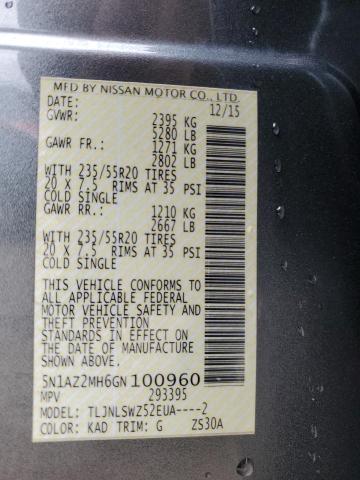 MFD BY NISSAN MOTOR CO., LTD.
DATE: 12/15
GVWR: 2395 KG
5280 LB
GAWR FR.: 1271 KG
2802 LB
WITH 235/55R20 TIRES
20 X 7.5 RIMS AT 35 PSI
COLD SINGLE
GAWR RR.: 1210 KG
2667 LB
WITH 235/55R20 TIRES
20 X 7.5 RIMS AT 35 PSI
COLD SINGLE
THIS VEHICLE CONFORMS TO
ALL APPLICABLE FEDERAL
MOTOR VEHICLE SAFETY AND
THEFT PREVENTION
STANDARDS IN EFFECT ON
THE DATE OF MANUFACTURE
SHOWN ABOVE.
5N1AZ2MH6GN100960
MPV 293395
MODEL: TLJNLSWZ52EUA----2
COLOR: KAD TRIM: G ZS30A